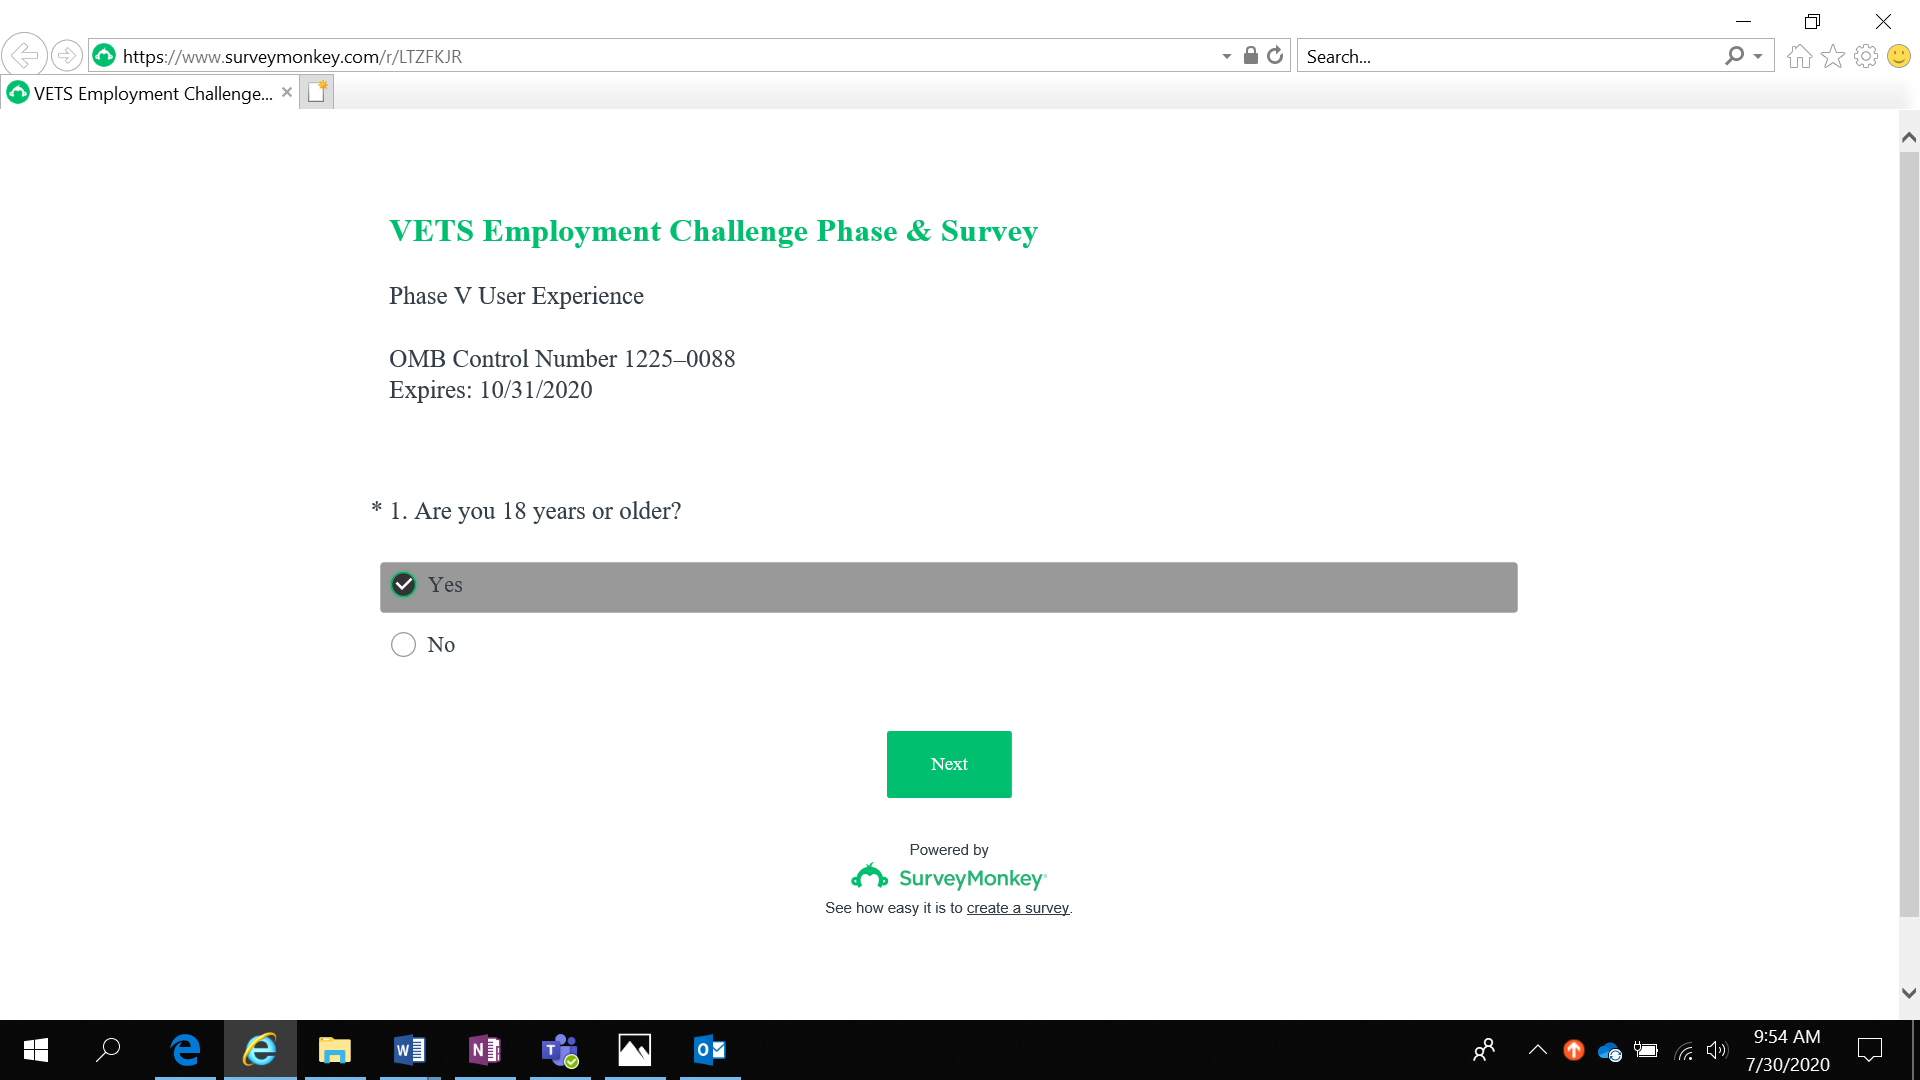 https://www.surveymonkey.com/r/LTZFKJR
Search...
VETS Employment Challenge...
VETS Employment Challenge Phase & Survey
Phase V User Experience
OMB Control Number 1225–0088
Expires: 10/31/2020
* 1. Are you 18 years or older?
Yes
No
Next
Powered by
SurveyMonkey
See how easy it is to create a survey.
9:54 AM
7/30/2020